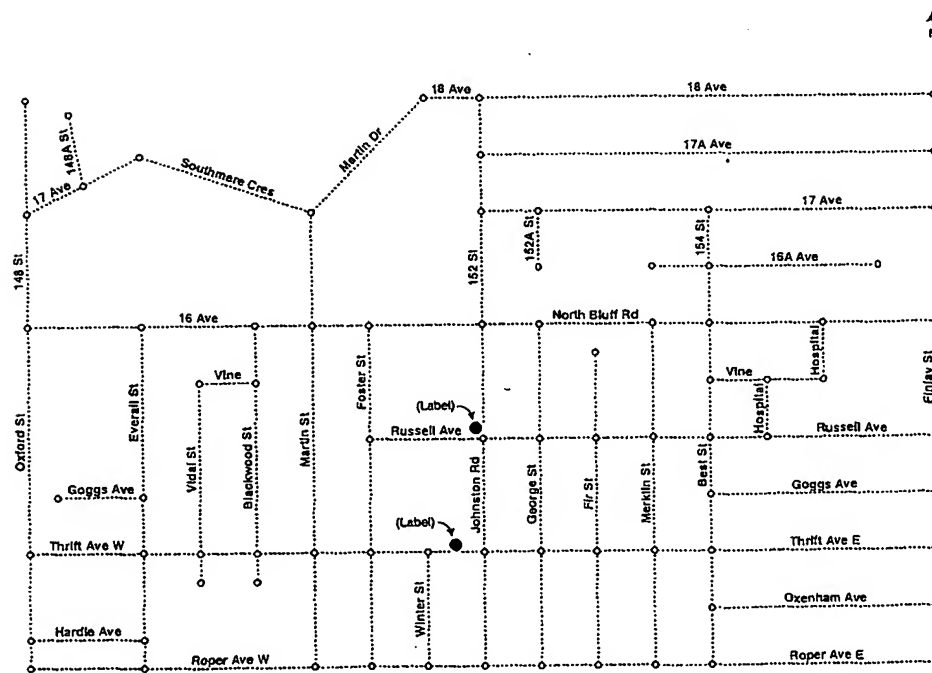 18 Ave
18 Ave
148A St
Martin Dr
17A Ave
17 Ave
Southmere Cres
17 Ave
148 St
152 St
152A St
154 St
16A Ave
16 Ave
North Bluff Rd
Hospital
Vine
Vine
Finlay St
Foster St
(Label)
Everall St
Russell Ave
Hospital
Russell Ave
Oxford St
Vidal St
Blackwood St
Martin St
Johnston Rd
George St
Fir St
Merklin St
Best St
Goggs Ave
Goggs Ave
(Label)
Thrift Ave W
Thrift Ave E
Winter St
Oxenham Ave
Hardie Ave
Roper Ave W
Roper Ave E